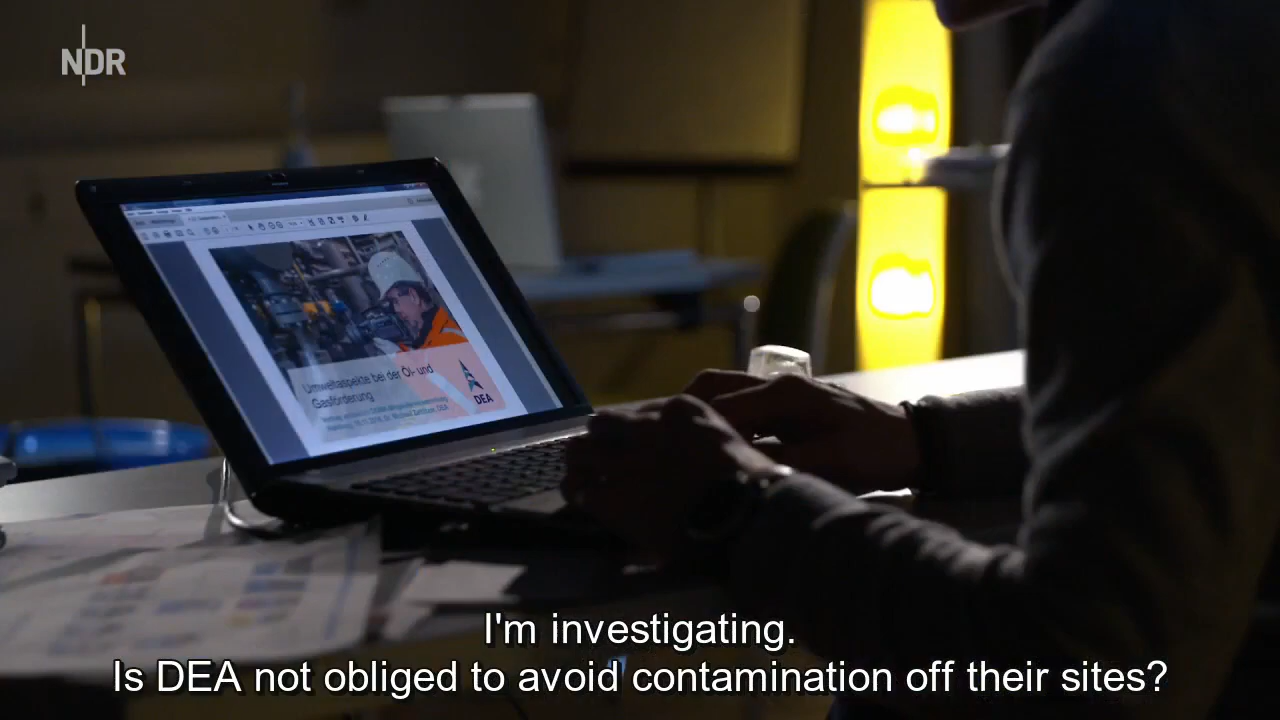 NDR
Umweltaspekte bei der Öl- und
Gasförderung
DEA
I'm investigating.
Is DEA not obliged to avoid contamination off their sites?